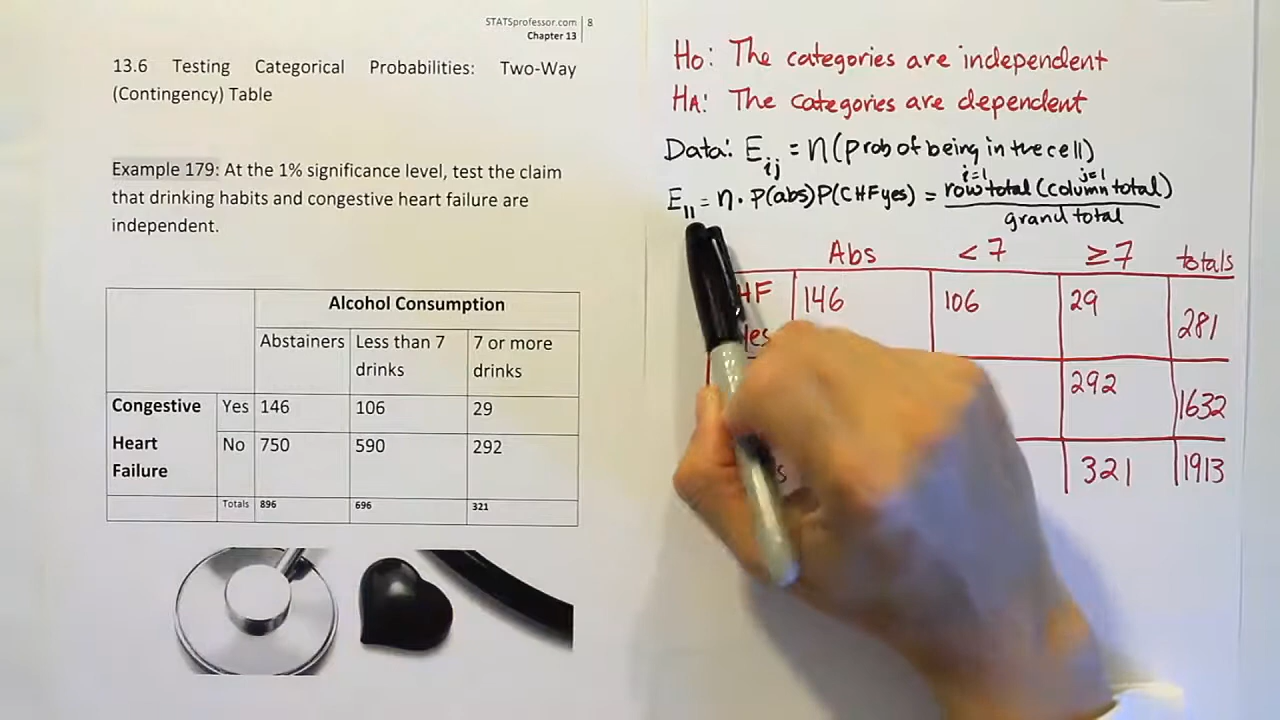 STATSprofessor.com | 8
Chapter 13
13.6 Testing Categorical Probabilities: Two-Way
(Contingency) Table
Example 179: At the 1% significance level, test the claim
that drinking habits and congestive heart failure are
independent.
Alcohol Consumption
Abstainers Less than 7 drinks 7 or more drinks
Congestive Heart Failure Yes 146 106 29
No 750 590 292
Totals 896 696 321
Ho: The categories are independent
HA: The categories are dependent
Data: Eij = n(prob of being in the cell)
i=1 j=1
E11 = n · P(abs)P(CHF yes) = row total (column total)
grand total
Abs < 7 ≥ 7 totals
146 106 29 281
292 1632
321 1913